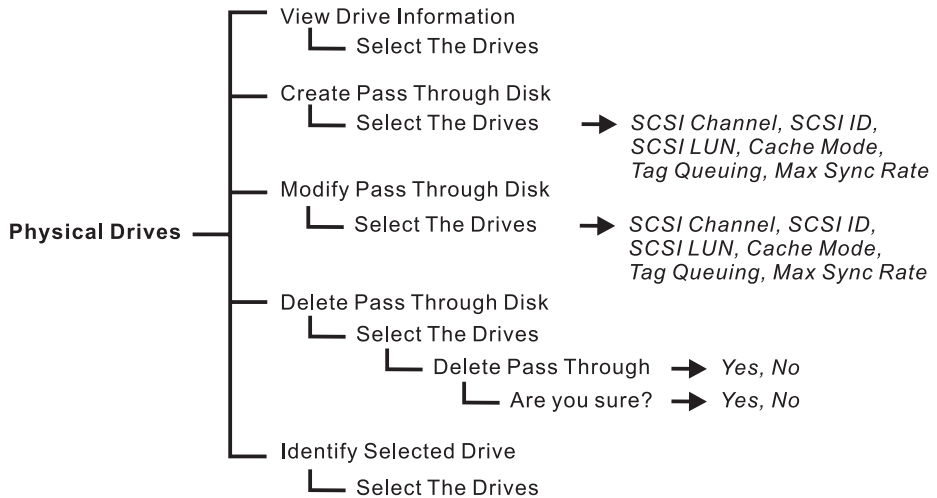 View Drive Information
Select The Drives
Create Pass Through Disk
Select The Drives
SCSI Channel, SCSI ID,
SCSI LUN, Cache Mode,
Tag Queuing, Max Sync Rate
Modify Pass Through Disk
Physical Drives
Select The Drives
SCSI Channel, SCSI ID,
SCSI LUN, Cache Mode,
Tag Queuing, Max Sync Rate
Delete Pass Through Disk
Select The Drives
Delete Pass Through
Yes, No
Are you sure?
Yes, No
Identify Selected Drive
Select The Drives